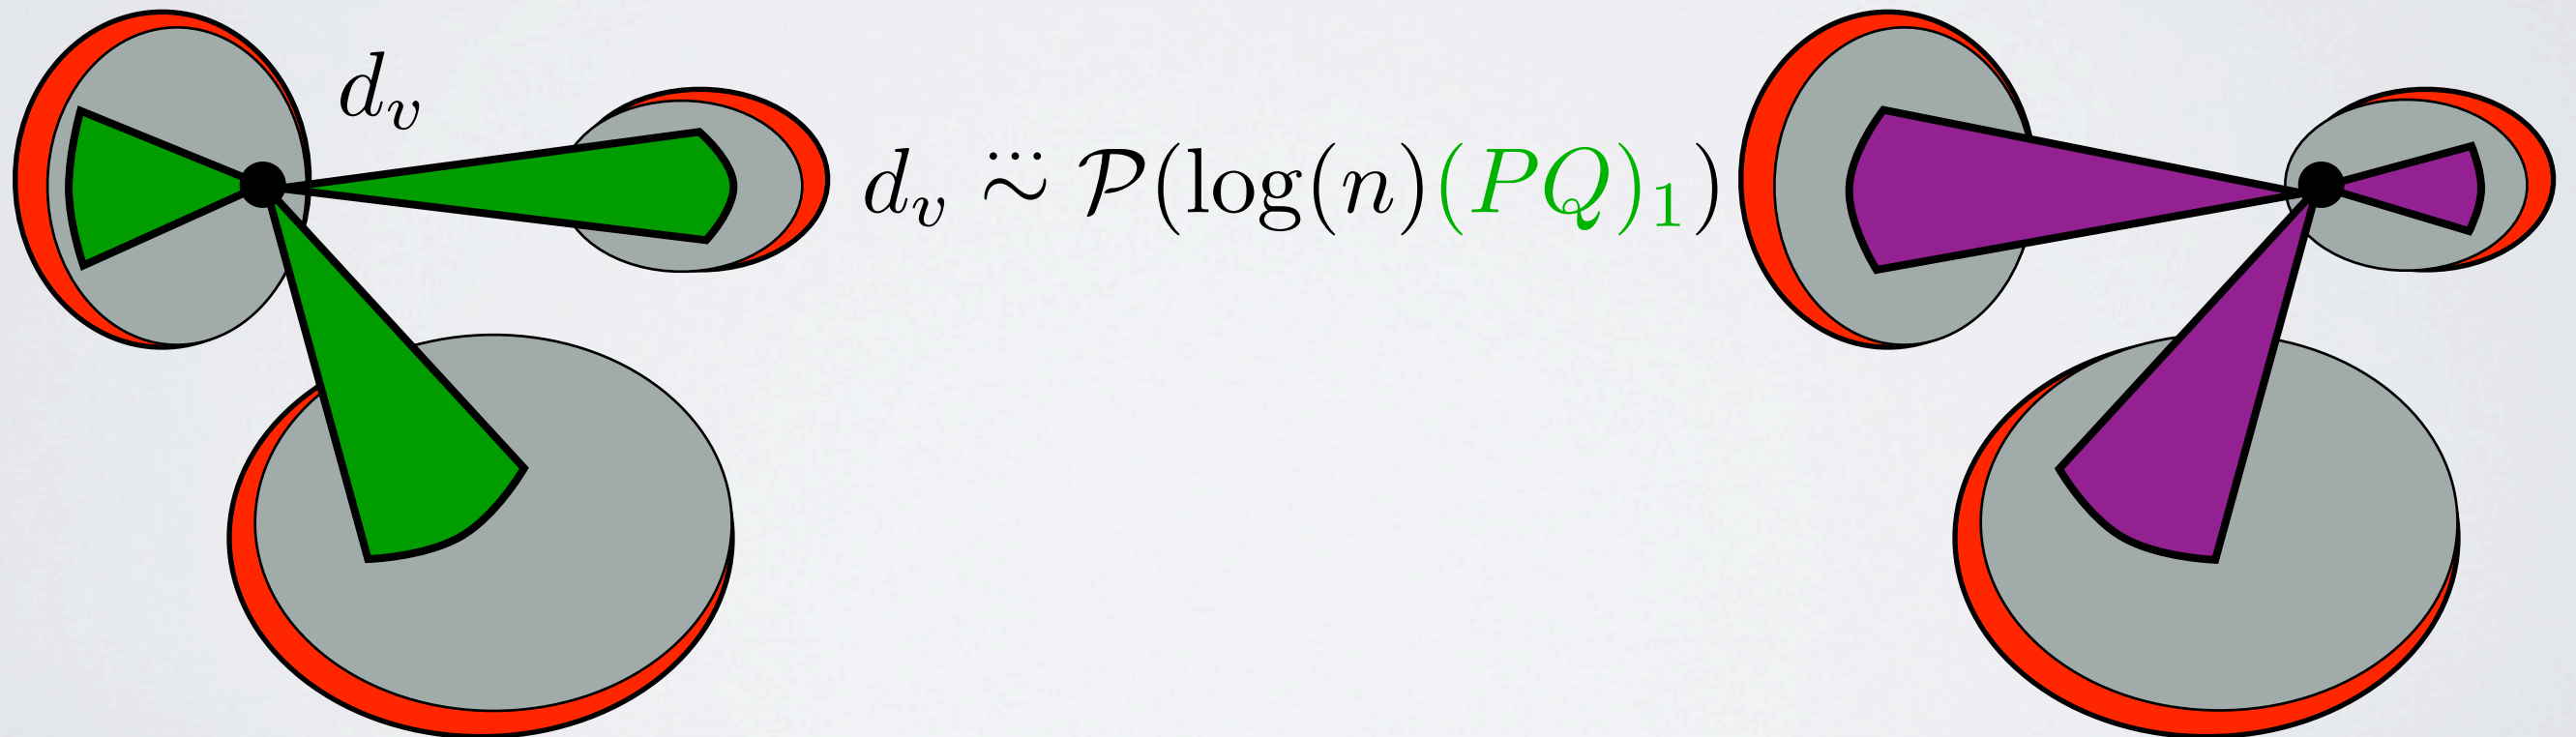 d_v
d_v ⩪ 𝒫(log(n)(PQ)_1)